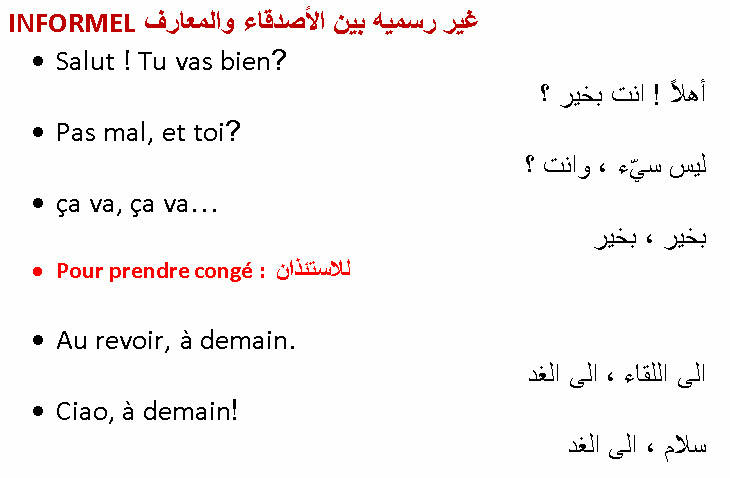 INFORMEL غير رسميه بين الأصدقاء والمعارف
• Salut ! Tu vas bien?
أهلاً ! انت بخير ؟
• Pas mal, et toi?
ليس سيّء ، وانت ؟
• ça va, ça va…
بخير ، بخير
• Pour prendre congé : للاستئذان
• Au revoir, à demain.
الى اللقاء ، الى الغد
• Ciao, à demain!
سلام ، الى الغد